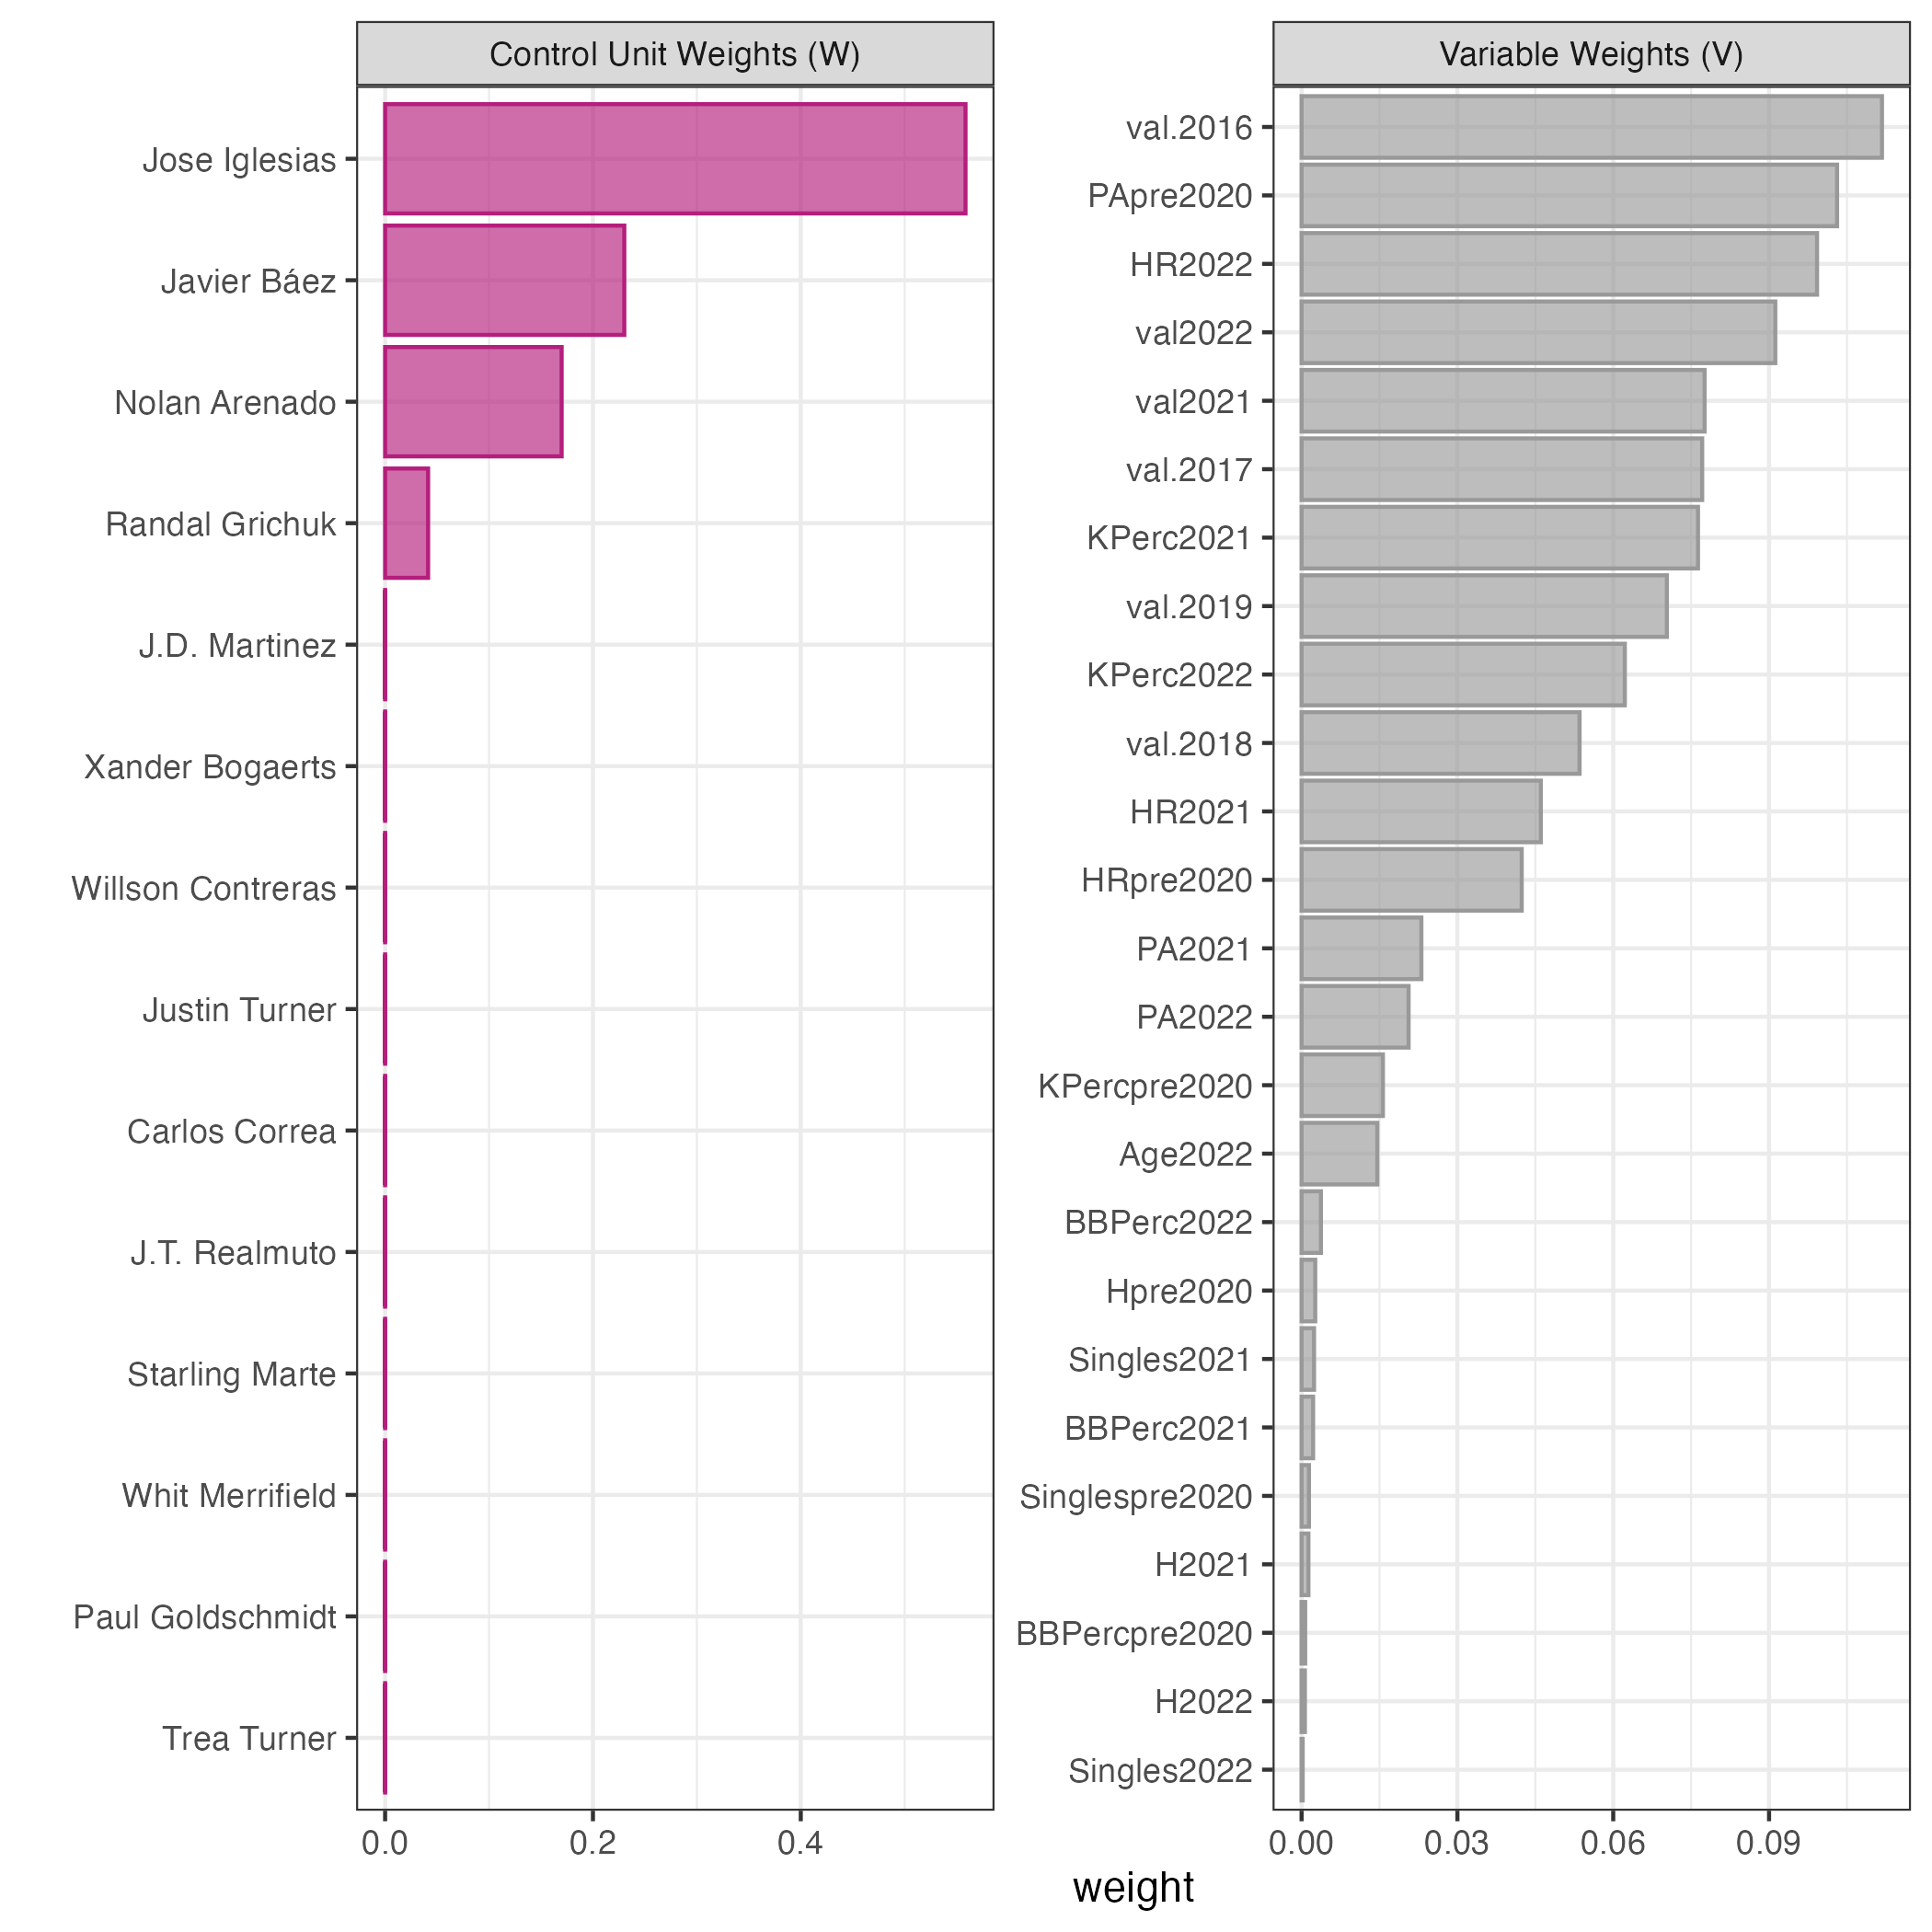 Control Unit Weights (W)
Jose Iglesias
Javier Báez
Nolan Arenado
Randal Grichuk
J.D. Martinez
Xander Bogaerts
Willson Contreras
Justin Turner
Carlos Correa
J.T. Realmuto
Starling Marte
Whit Merrifield
Paul Goldschmidt
Trea Turner
0.0 0.2 0.4
Variable Weights (V)
val.2016
PApre2020
HR2022
val2022
val2021
val.2017
KPerc2021
val.2019
KPerc2022
val.2018
HR2021
HRpre2020
PA2021
PA2022
KPercpre2020
Age2022
BBPerc2022
Hpre2020
Singles2021
BBPerc2021
Singlespre2020
H2021
BBPercpre2020
H2022
Singles2022
0.00 0.03 0.06 0.09
weight